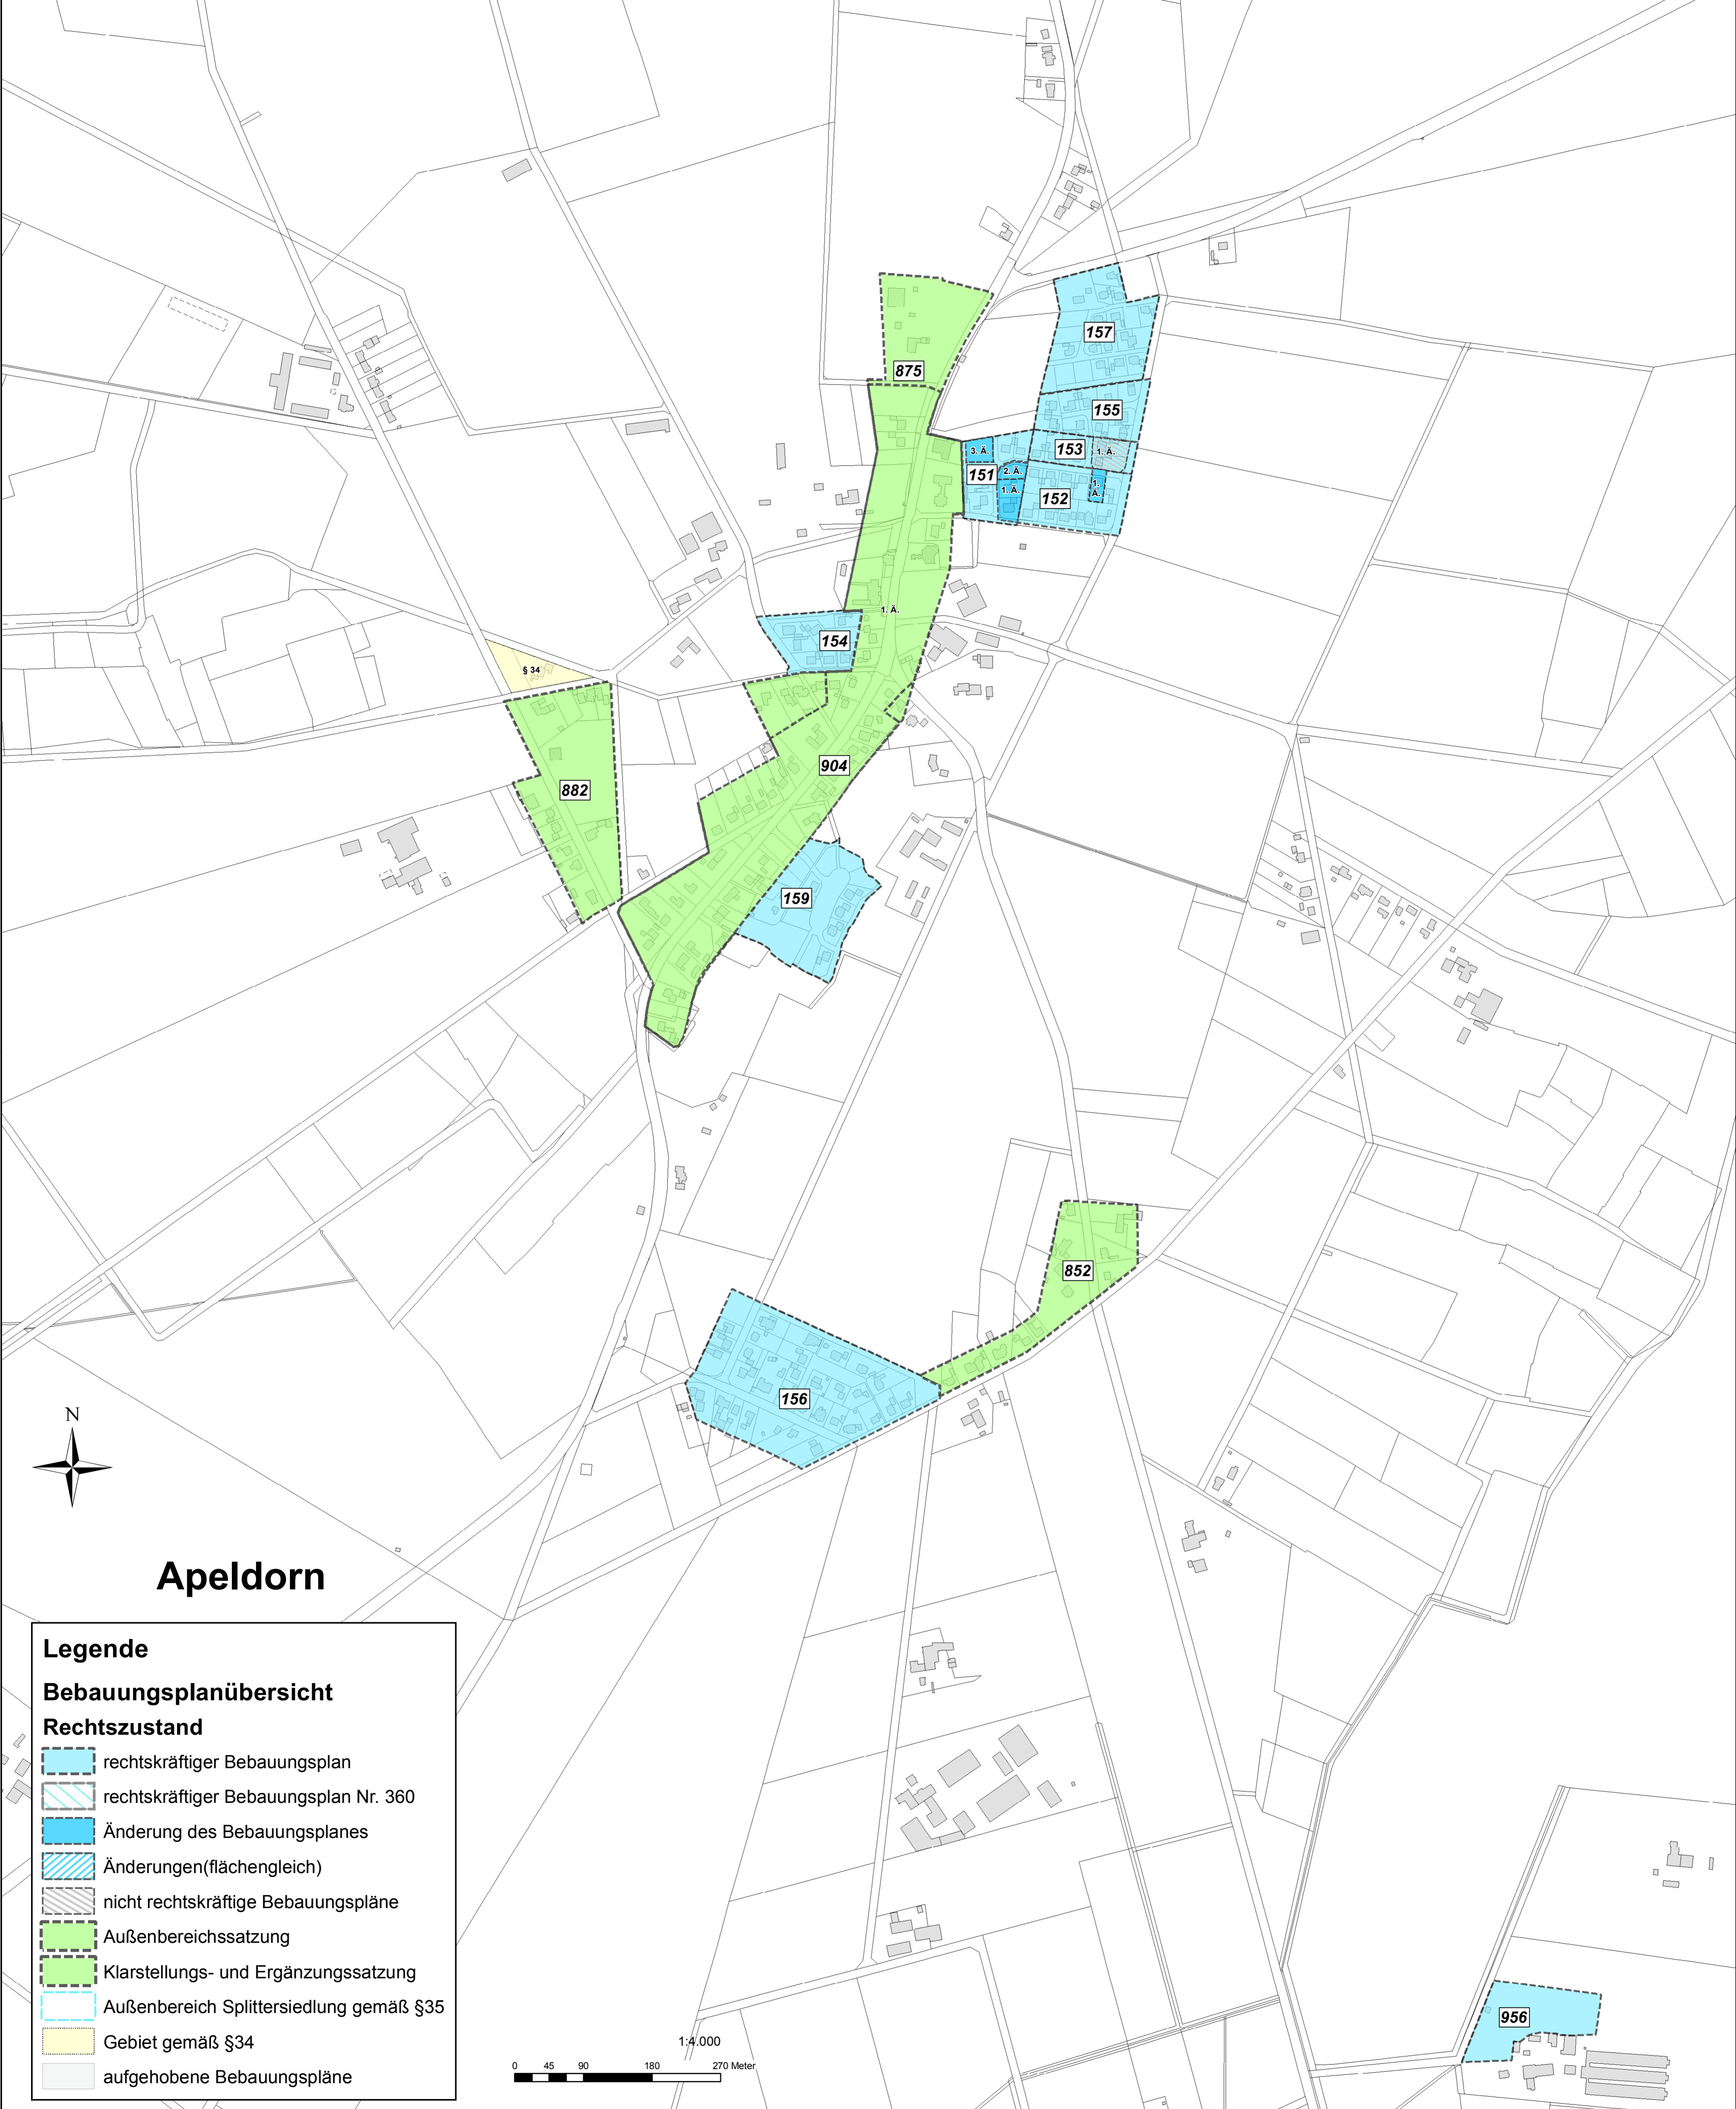 157
875
155
3. Ä.
153
1. Ä.
151
2. Ä.
1. Ä.
152
1.
Ä.
1. Ä.
154
§ 34
904
882
159
852
156
N
Apeldorn
Legende
Bebauungsplanübersicht
Rechtszustand
rechtskräftiger Bebauungsplan
rechtskräftiger Bebauungsplan Nr. 360
Änderung des Bebauungsplanes
Änderungen(flächengleich)
nicht rechtskräftige Bebauungspläne
Außenbereichssatzung
Klarstellungs- und Ergänzungssatzung
Außenbereich Splittersiedlung gemäß §35
Gebiet gemäß §34
aufgehobene Bebauungspläne
956
1:4.000
0 45 90 180 270 Meter